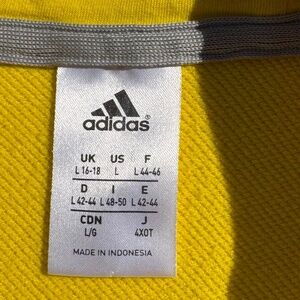 adidas®
UK US F
L 16-18 L L 44-46
D I E
L 42-44 L 48-50 L 42-44
CDN J
L/G 4XOT
MADE IN INDONESIA